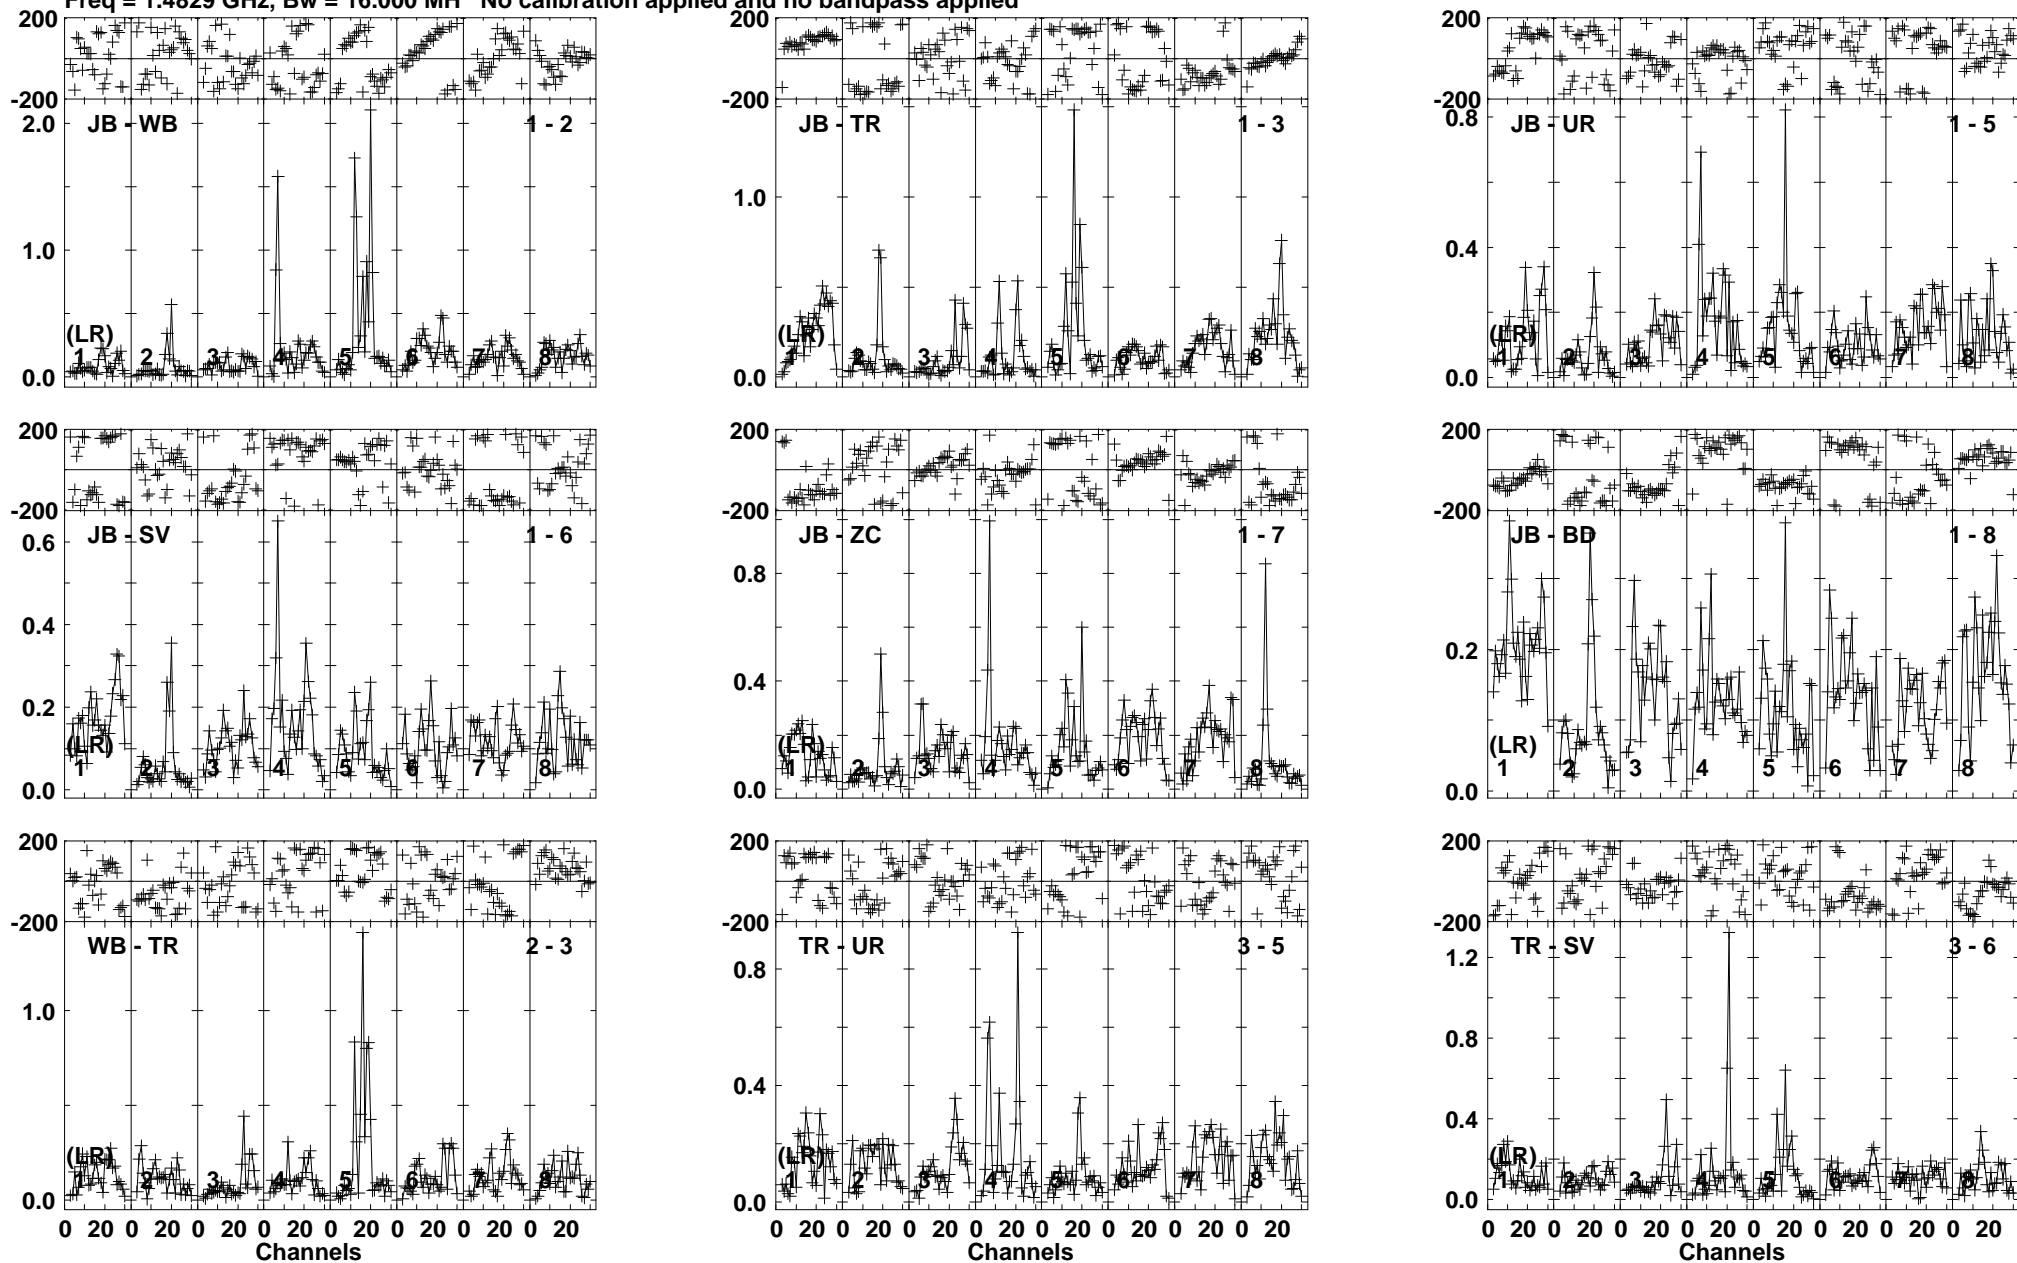 Freq = 1.4829 GHz, Bw = 16.000 MH No calibration applied and no bandpass applied
200
-200
JB - WB 1 - 2
2.0
1.0
0.0
(LR)
1 2 3 4 5 6 7 8
200
-200
JB - TR 1 - 3
1.0
0.0
(LR)
1 2 3 4 5 6 7 8
200
-200
JB - UR 1 - 5
0.8
0.4
0.0
(LR)
1 2 3 4 5 6 7 8
200
-200
JB - SV 1 - 6
0.6
0.4
0.2
0.0
(LR)
1 2 3 4 5 6 7 8
200
-200
JB - ZC 1 - 7
0.8
0.4
0.0
(LR)
1 2 3 4 5 6 7 8
200
-200
JB - BD 1 - 8
0.2
0.0
(LR)
1 2 3 4 5 6 7 8
200
-200
WB - TR 2 - 3
1.0
0.0
(LR)
1 2 3 4 5 6 7 8
0 20 0 20 0 20 0 20 0 20 0 20 0 20 0 20
Channels
200
-200
TR - UR 3 - 5
0.8
0.4
0.0
(LR)
1 2 3 4 5 6 7 8
0 20 0 20 0 20 0 20 0 20 0 20 0 20 0 20
200
-200
TR - SV 3 - 6
1.2
0.8
0.4
0.0
(LR)
1 2 3 4 5 6 7 8
0 20 0 20 0 20 0 20 0 20 0 20 0 20 0 20
Channels